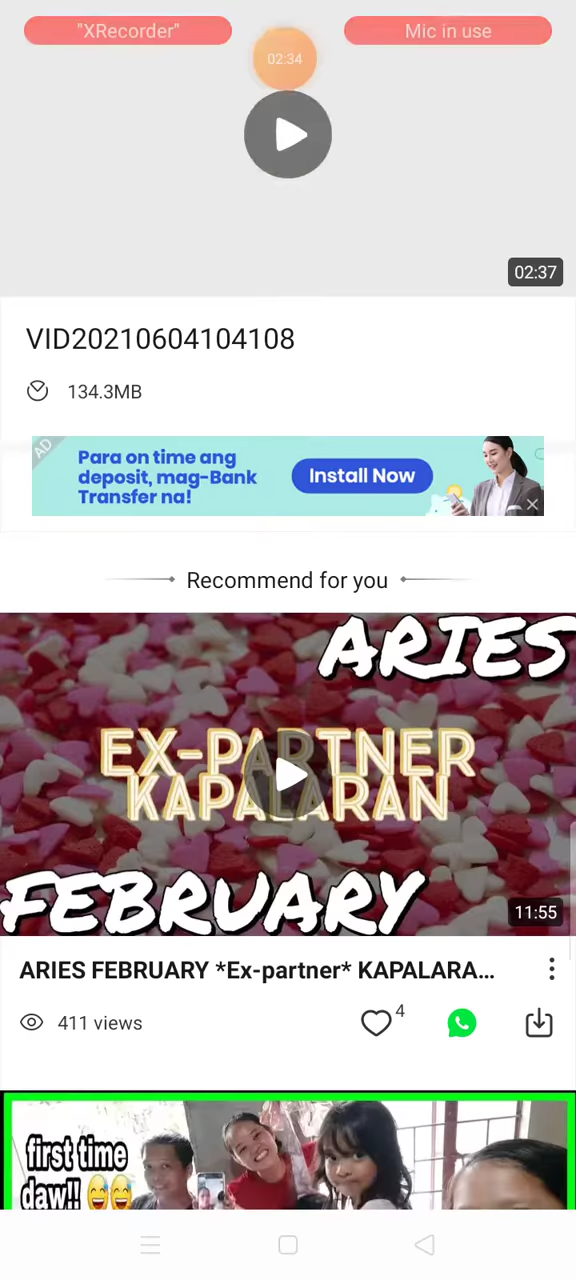 "XRecorder"
Mic in use
02:34
02:37
VID20210604104108
134.3MB
AD
Para on time ang
deposit, mag-Bank
Transfer na!
Install Now
Recommend for you
ARIES
EX-PARTNER
KAPALARAN
FEBRUARY
11:55
ARIES FEBRUARY *Ex-partner* KAPALARA...
411 views
4
first time
daw!! 😅😅